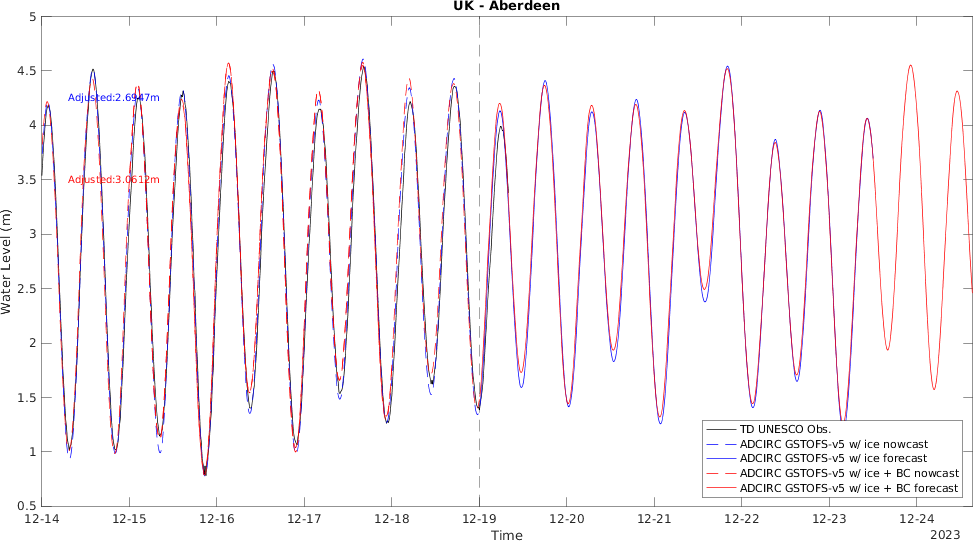 UK - Aberdeen
5
4.5
4
3.5
3
2.5
2
1.5
1
0.5
Water Level (m)
Adjusted:2.6947m
Adjusted:3.0612m
TD UNESCO Obs.
ADCIRC GSTOFS-v5 w/ ice nowcast
ADCIRC GSTOFS-v5 w/ ice forecast
ADCIRC GSTOFS-v5 w/ ice + BC nowcast
ADCIRC GSTOFS-v5 w/ ice + BC forecast
12-14 12-15 12-16 12-17 12-18 12-19 12-20 12-21 12-22 12-23 12-24
2023
Time